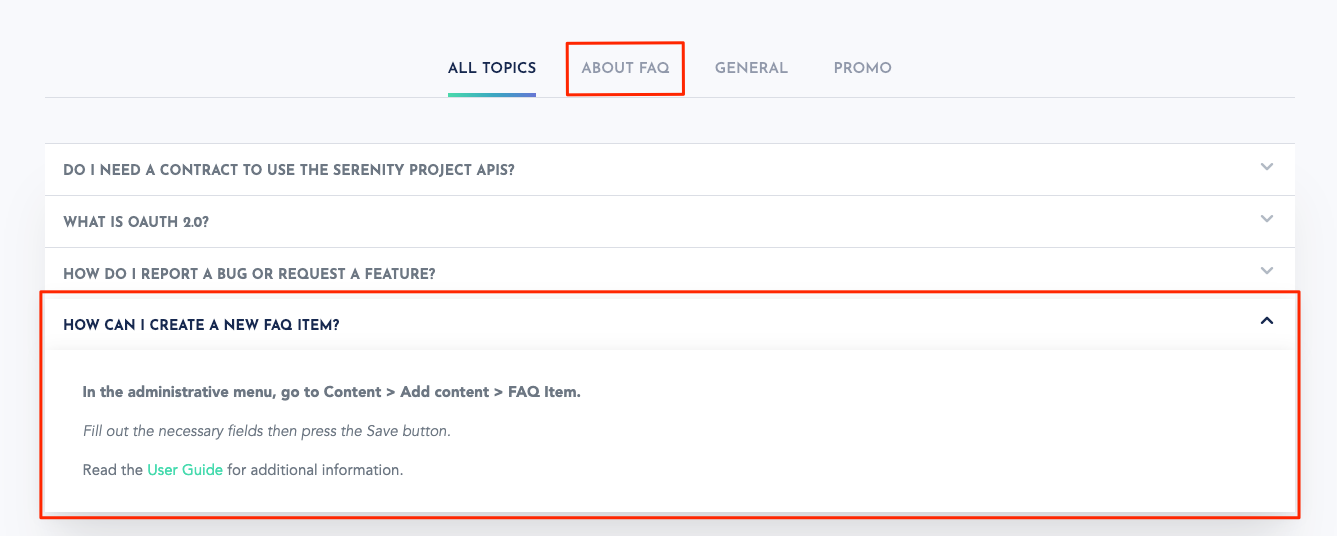 ALL TOPICS ABOUT FAQ GENERAL PROMO
DO I NEED A CONTRACT TO USE THE SERENITY PROJECT APIS?
WHAT IS OAUTH 2.0?
HOW DO I REPORT A BUG OR REQUEST A FEATURE?
HOW CAN I CREATE A NEW FAQ ITEM?
In the administrative menu, go to Content > Add content > FAQ Item.
Fill out the necessary fields then press the Save button.
Read the User Guide for additional information.